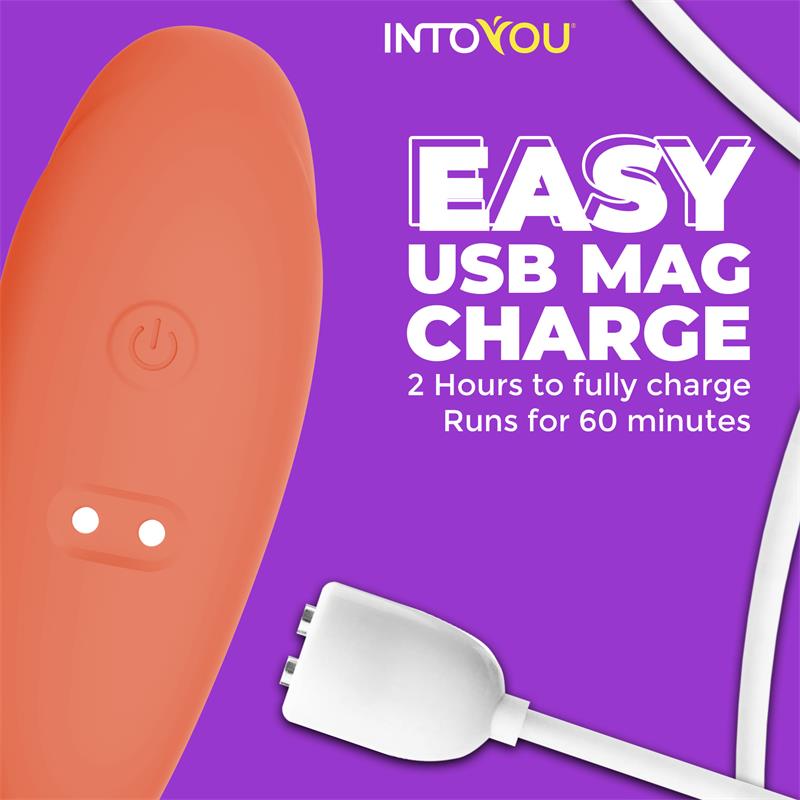 INTOYOU®
EASY
USB MAG
CHARGE
2 Hours to fully charge
Runs for 60 minutes